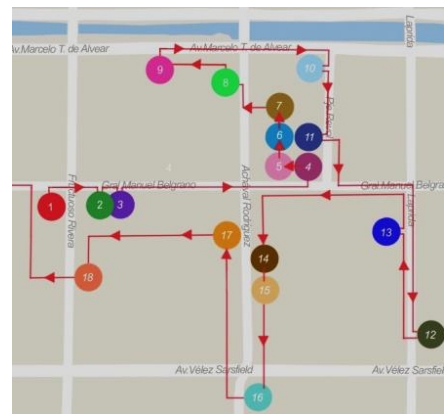 Av.Marcelo T. de Alvear
Av.Marcelo T. de Alvear
Laprida
9
10
8
7
6
11
5
4
Gral Manuel Belgrano
Gral.Manuel Belgra
1
2
3
Fructuoso Rivera
Achával Rodríguez
Laprida
13
17
14
18
15
12
Av.Vélez Sarsfield
Av.Vélez Sarsfiel
16